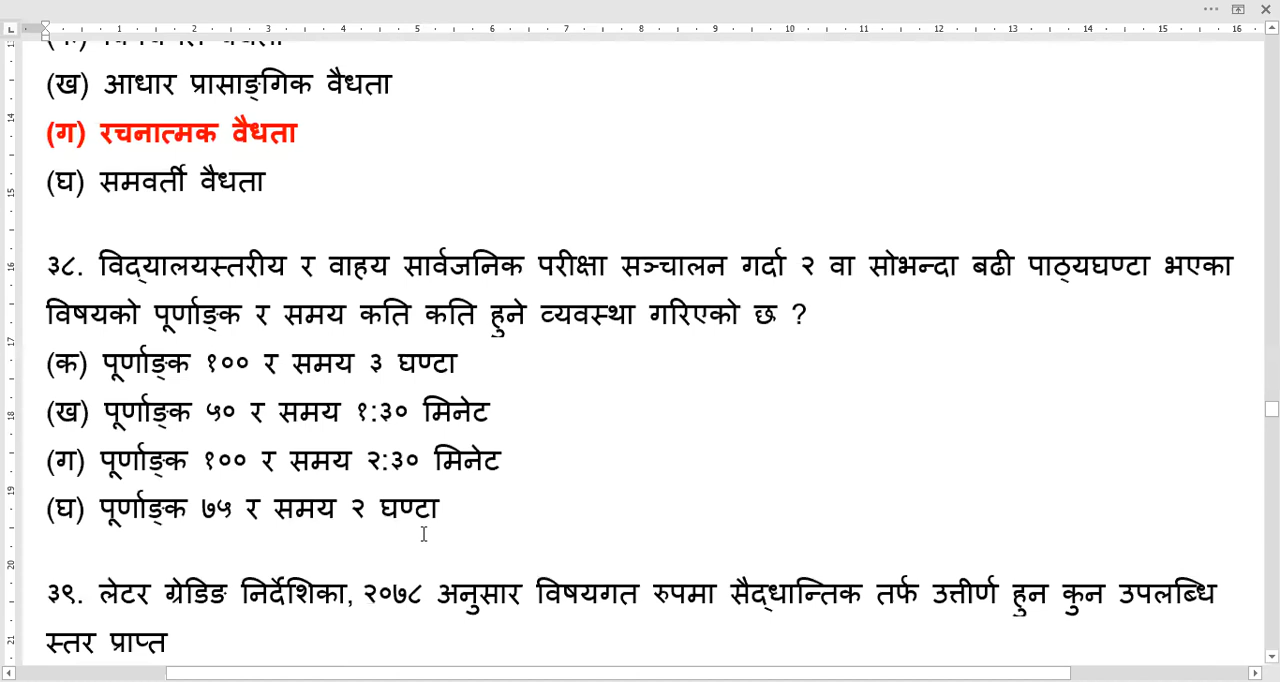 (ख) आधार प्रासाङ्गिक वैधता
(ग) रचनात्मक वैधता
(घ) समवर्ती वैधता
३८. विद्यालयस्तरीय र वाहय सार्वजनिक परीक्षा सञ्चालन गर्दा २ वा सोभन्दा बढी पाठ्यघण्टा भएका
विषयको पूर्णाङ्क र समय कति कति हुने व्यवस्था गरिएको छ ?
(क) पूर्णाङ्क १०० र समय ३ घण्टा
(ख) पूर्णाङ्क ५० र समय १:३० मिनेट
(ग) पूर्णाङ्क १०० र समय २:३० मिनेट
(घ) पूर्णाङ्क ७५ र समय २ घण्टा
३९. लेटर ग्रेडिङ निर्देशिका, २०७८ अनुसार विषयगत रुपमा सैद्धान्तिक तर्फ उत्तीर्ण हुन कुन उपलब्धि
स्तर प्राप्त